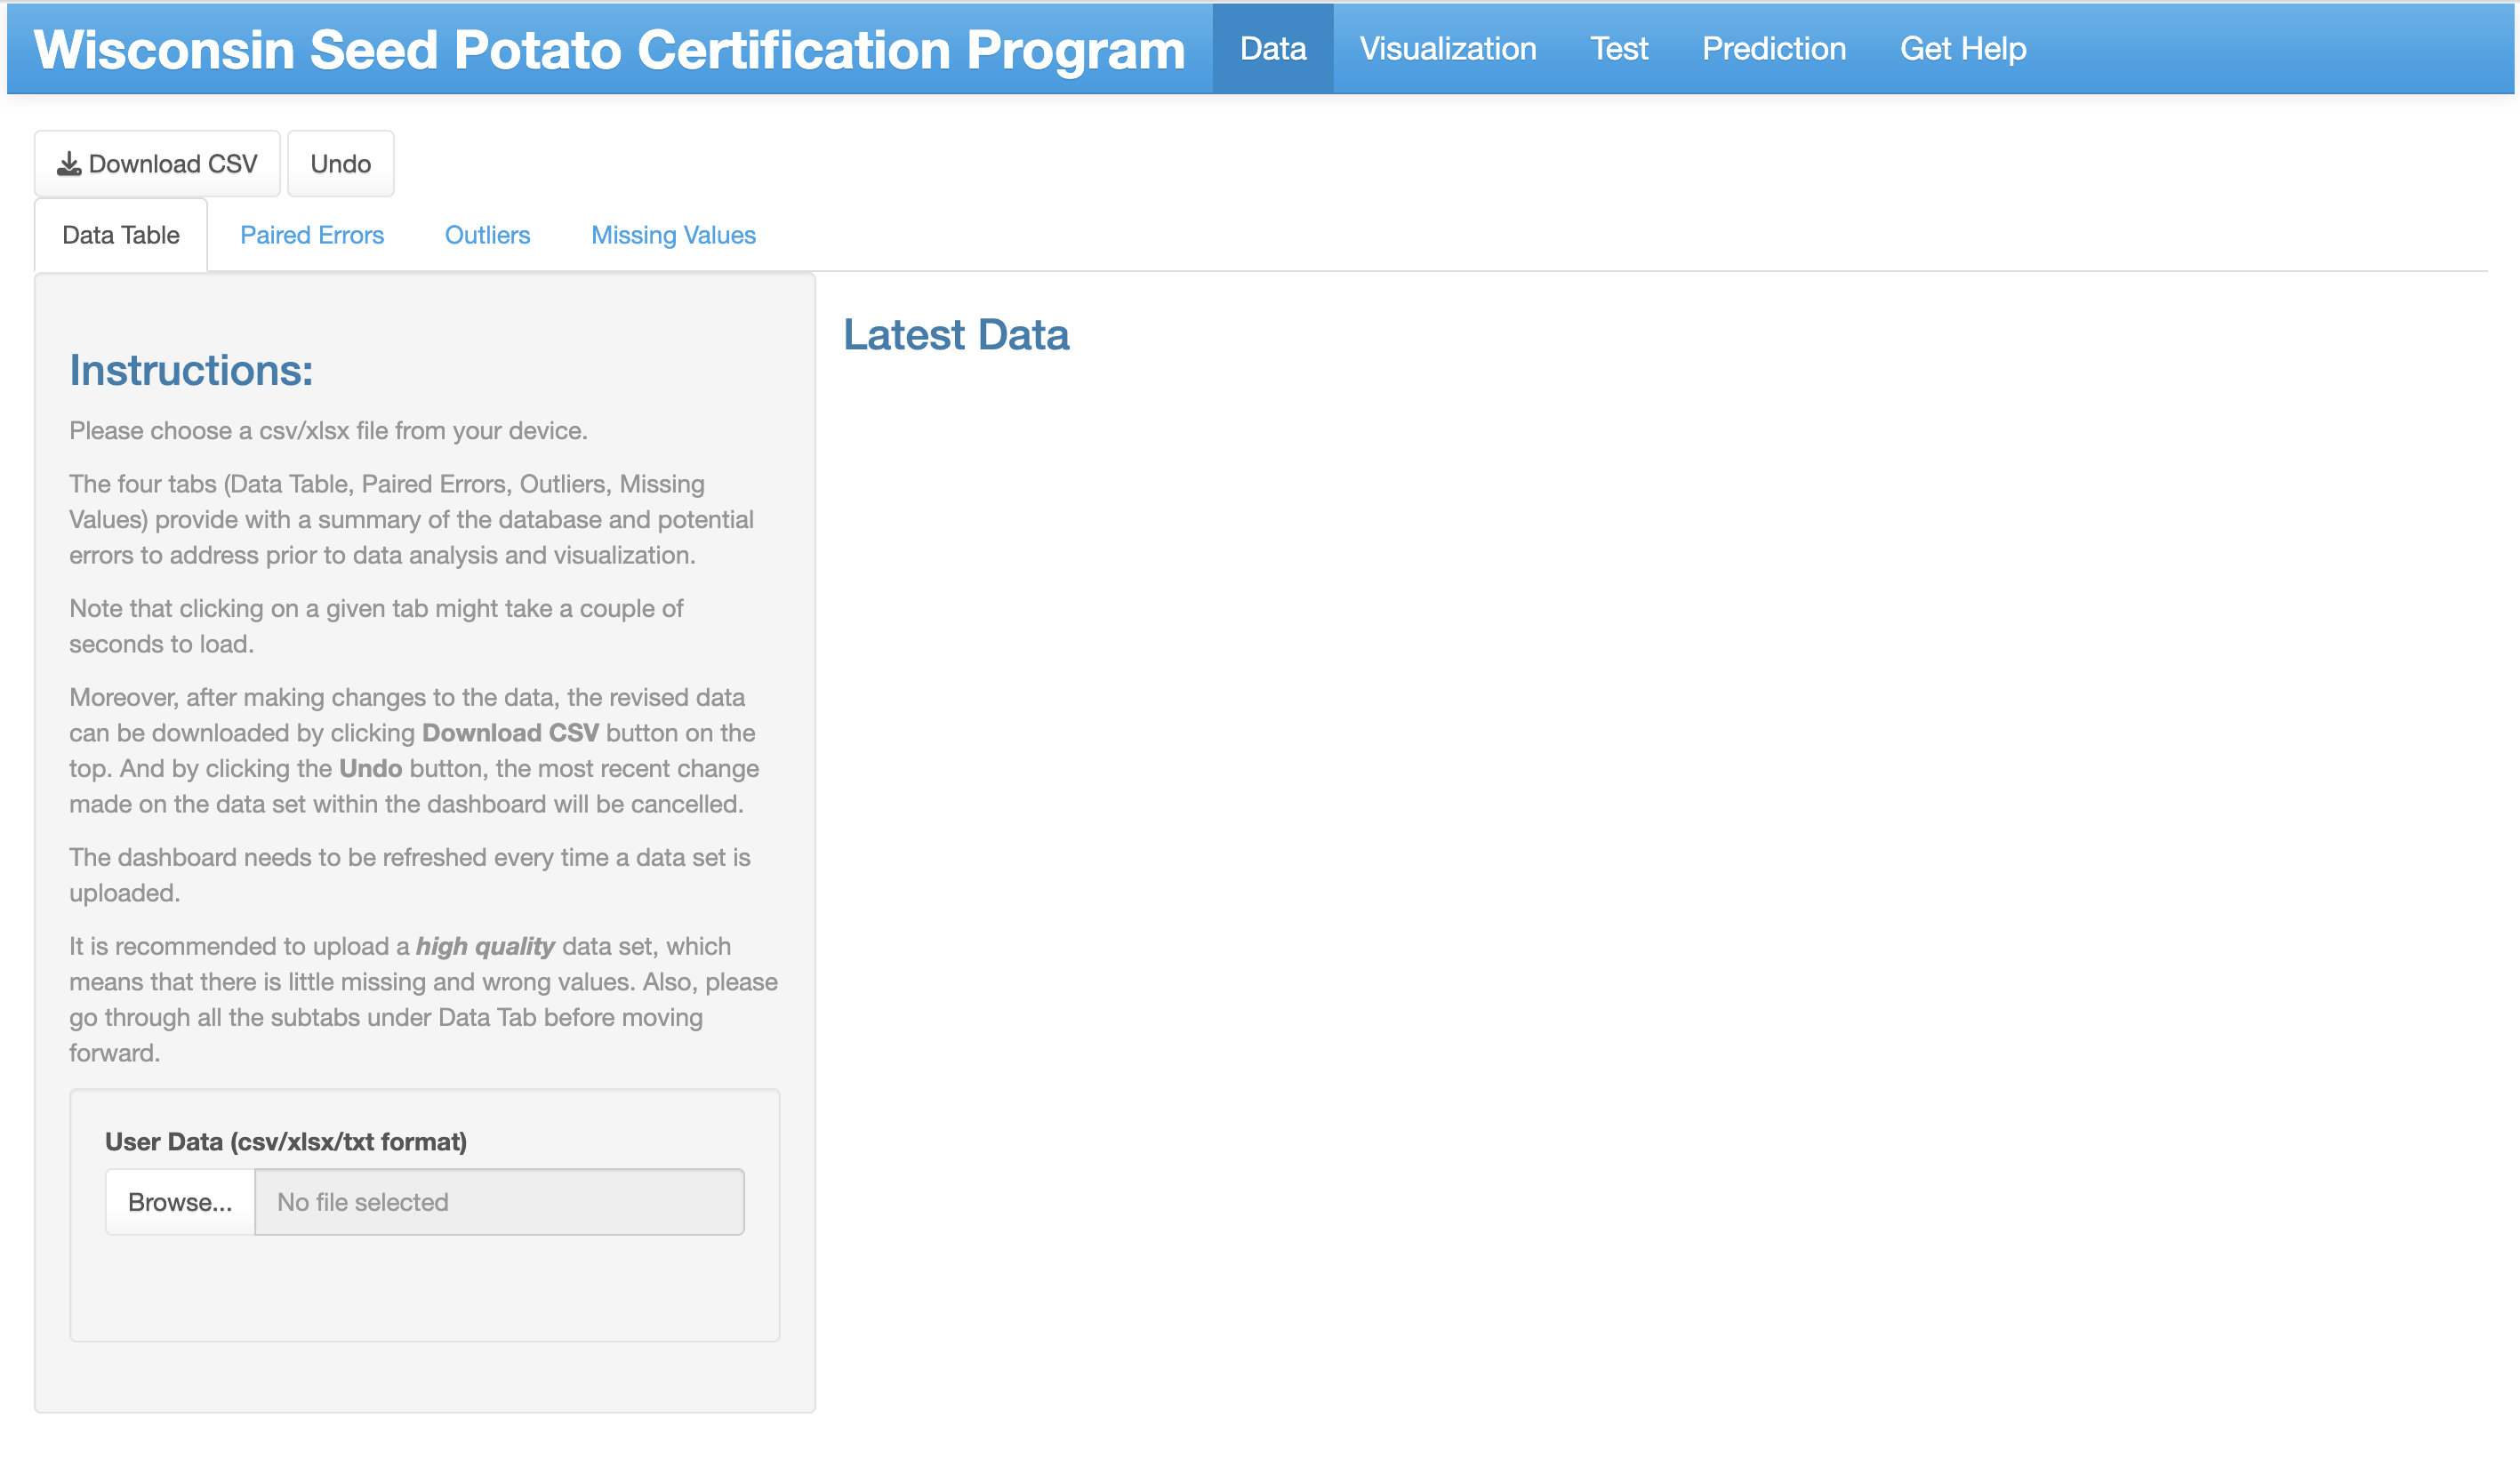 Wisconsin Seed Potato Certification Program Data Visualization Test Prediction Get Help
Download CSV Undo
Data Table Paired Errors Outliers Missing Values
Instructions:
Please choose a csv/xlsx file from your device.
The four tabs (Data Table, Paired Errors, Outliers, Missing
Values) provide with a summary of the database and potential
errors to address prior to data analysis and visualization.
Note that clicking on a given tab might take a couple of
seconds to load.
Moreover, after making changes to the data, the revised data
can be downloaded by clicking Download CSV button on the
top. And by clicking the Undo button, the most recent change
made on the data set within the dashboard will be cancelled.
The dashboard needs to be refreshed every time a data set is
uploaded.
It is recommended to upload a high quality data set, which
means that there is little missing and wrong values. Also, please
go through all the subtabs under Data Tab before moving
forward.
User Data (csv/xlsx/txt format)
Browse... No file selected
Latest Data